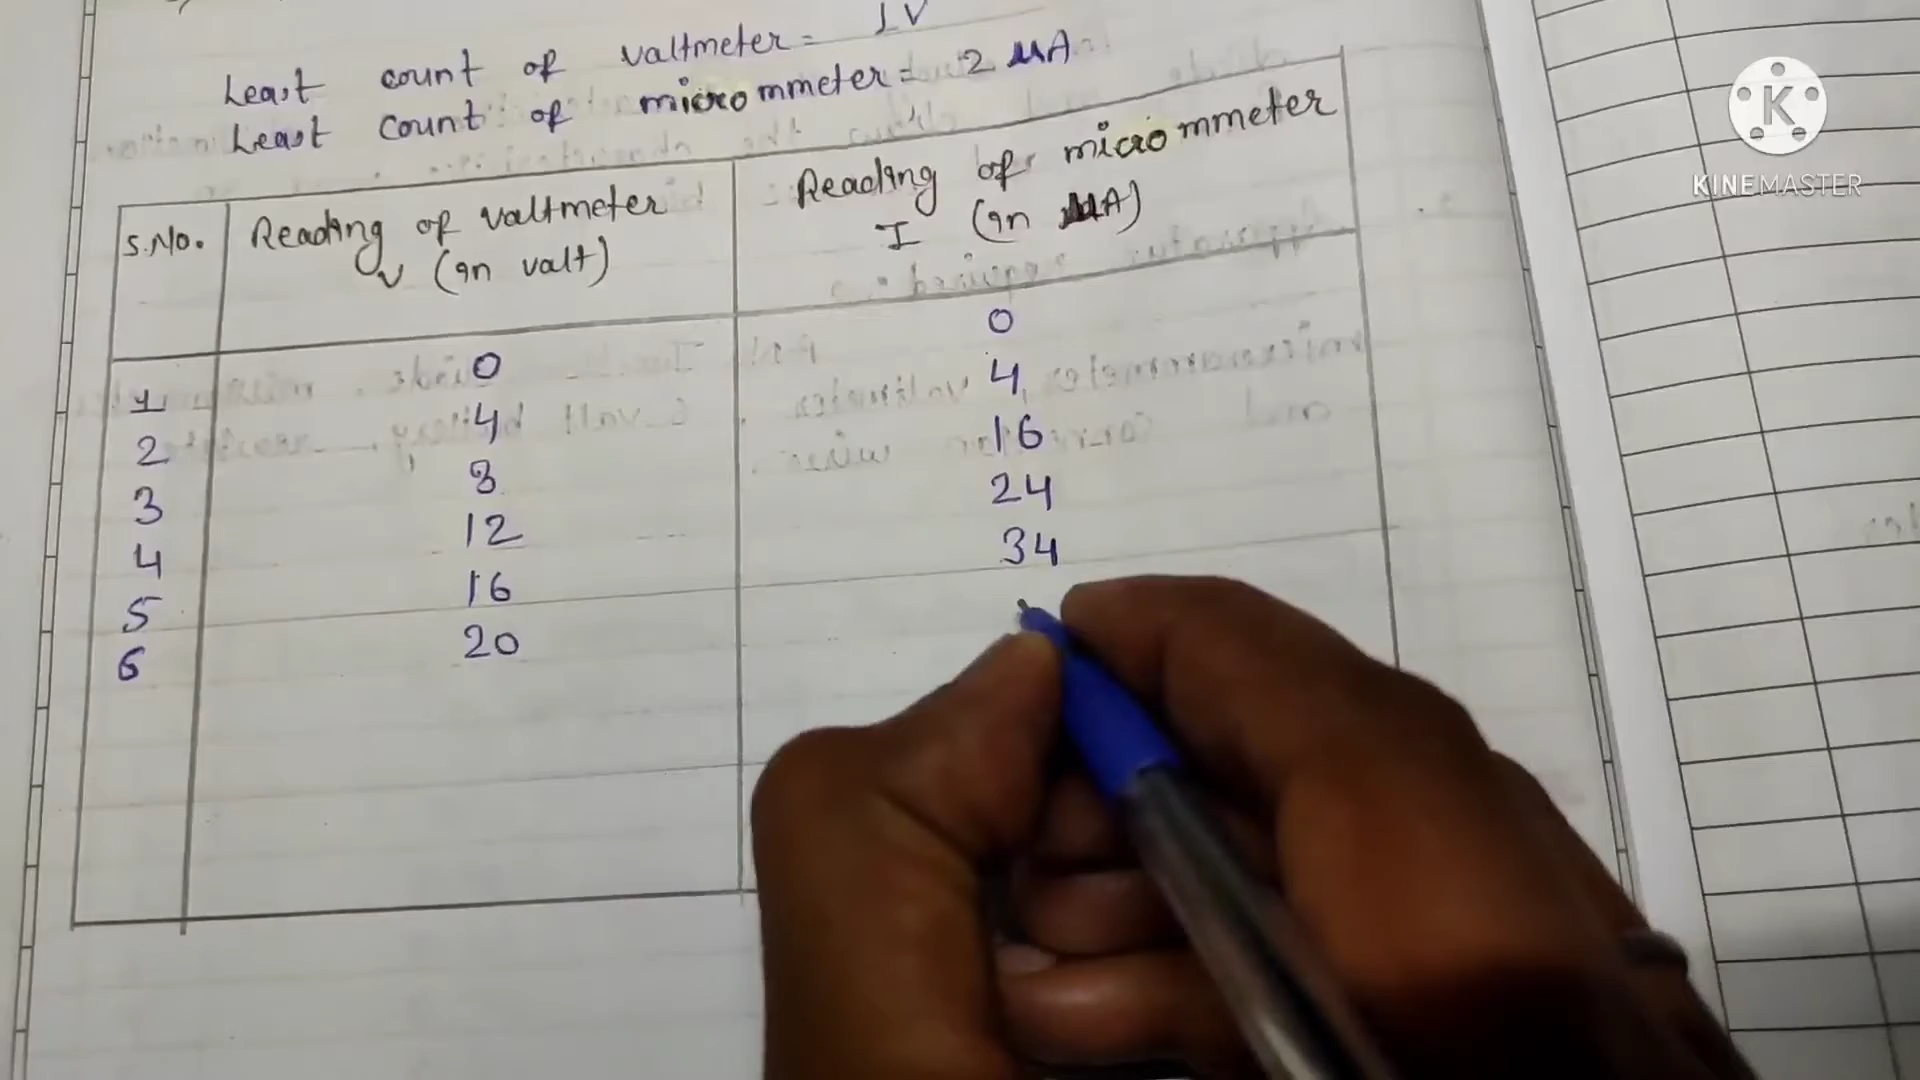 Least count of valtmeter = 1V
Least count of micrommeter = 2 μA
S.No. Reading of valtmeter V (in valt) Reading of micrommeter I (in μA)
1 0 0
2 4 4
3 8 16
4 12 24
5 16 34
6 20
K
KINEMASTER